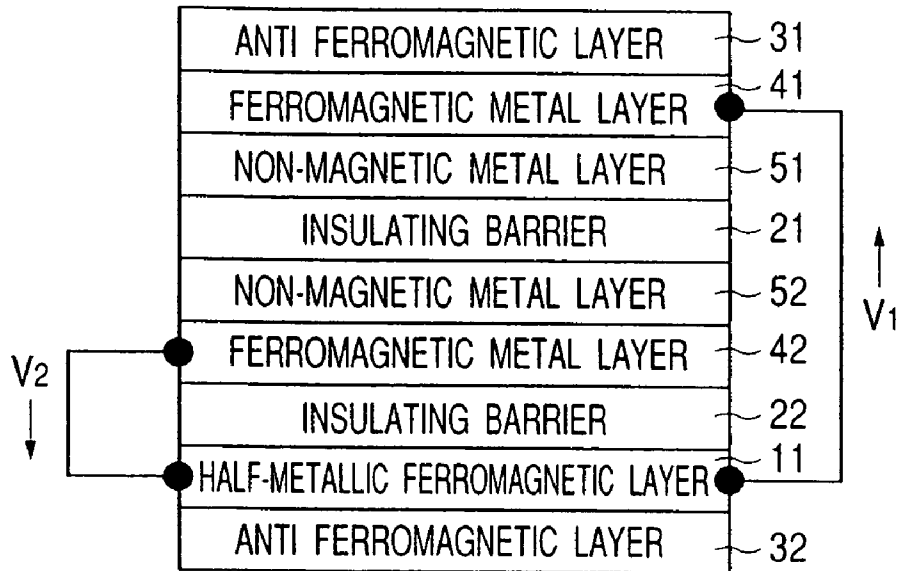 ANTI FERROMAGNETIC LAYER 31
FERROMAGNETIC METAL LAYER 41
NON-MAGNETIC METAL LAYER 51
INSULATING BARRIER 21
NON-MAGNETIC METAL LAYER 52
V1
FERROMAGNETIC METAL LAYER 42
V2
INSULATING BARRIER 22
HALF-METALLIC FERROMAGNETIC LAYER 11
ANTI FERROMAGNETIC LAYER 32